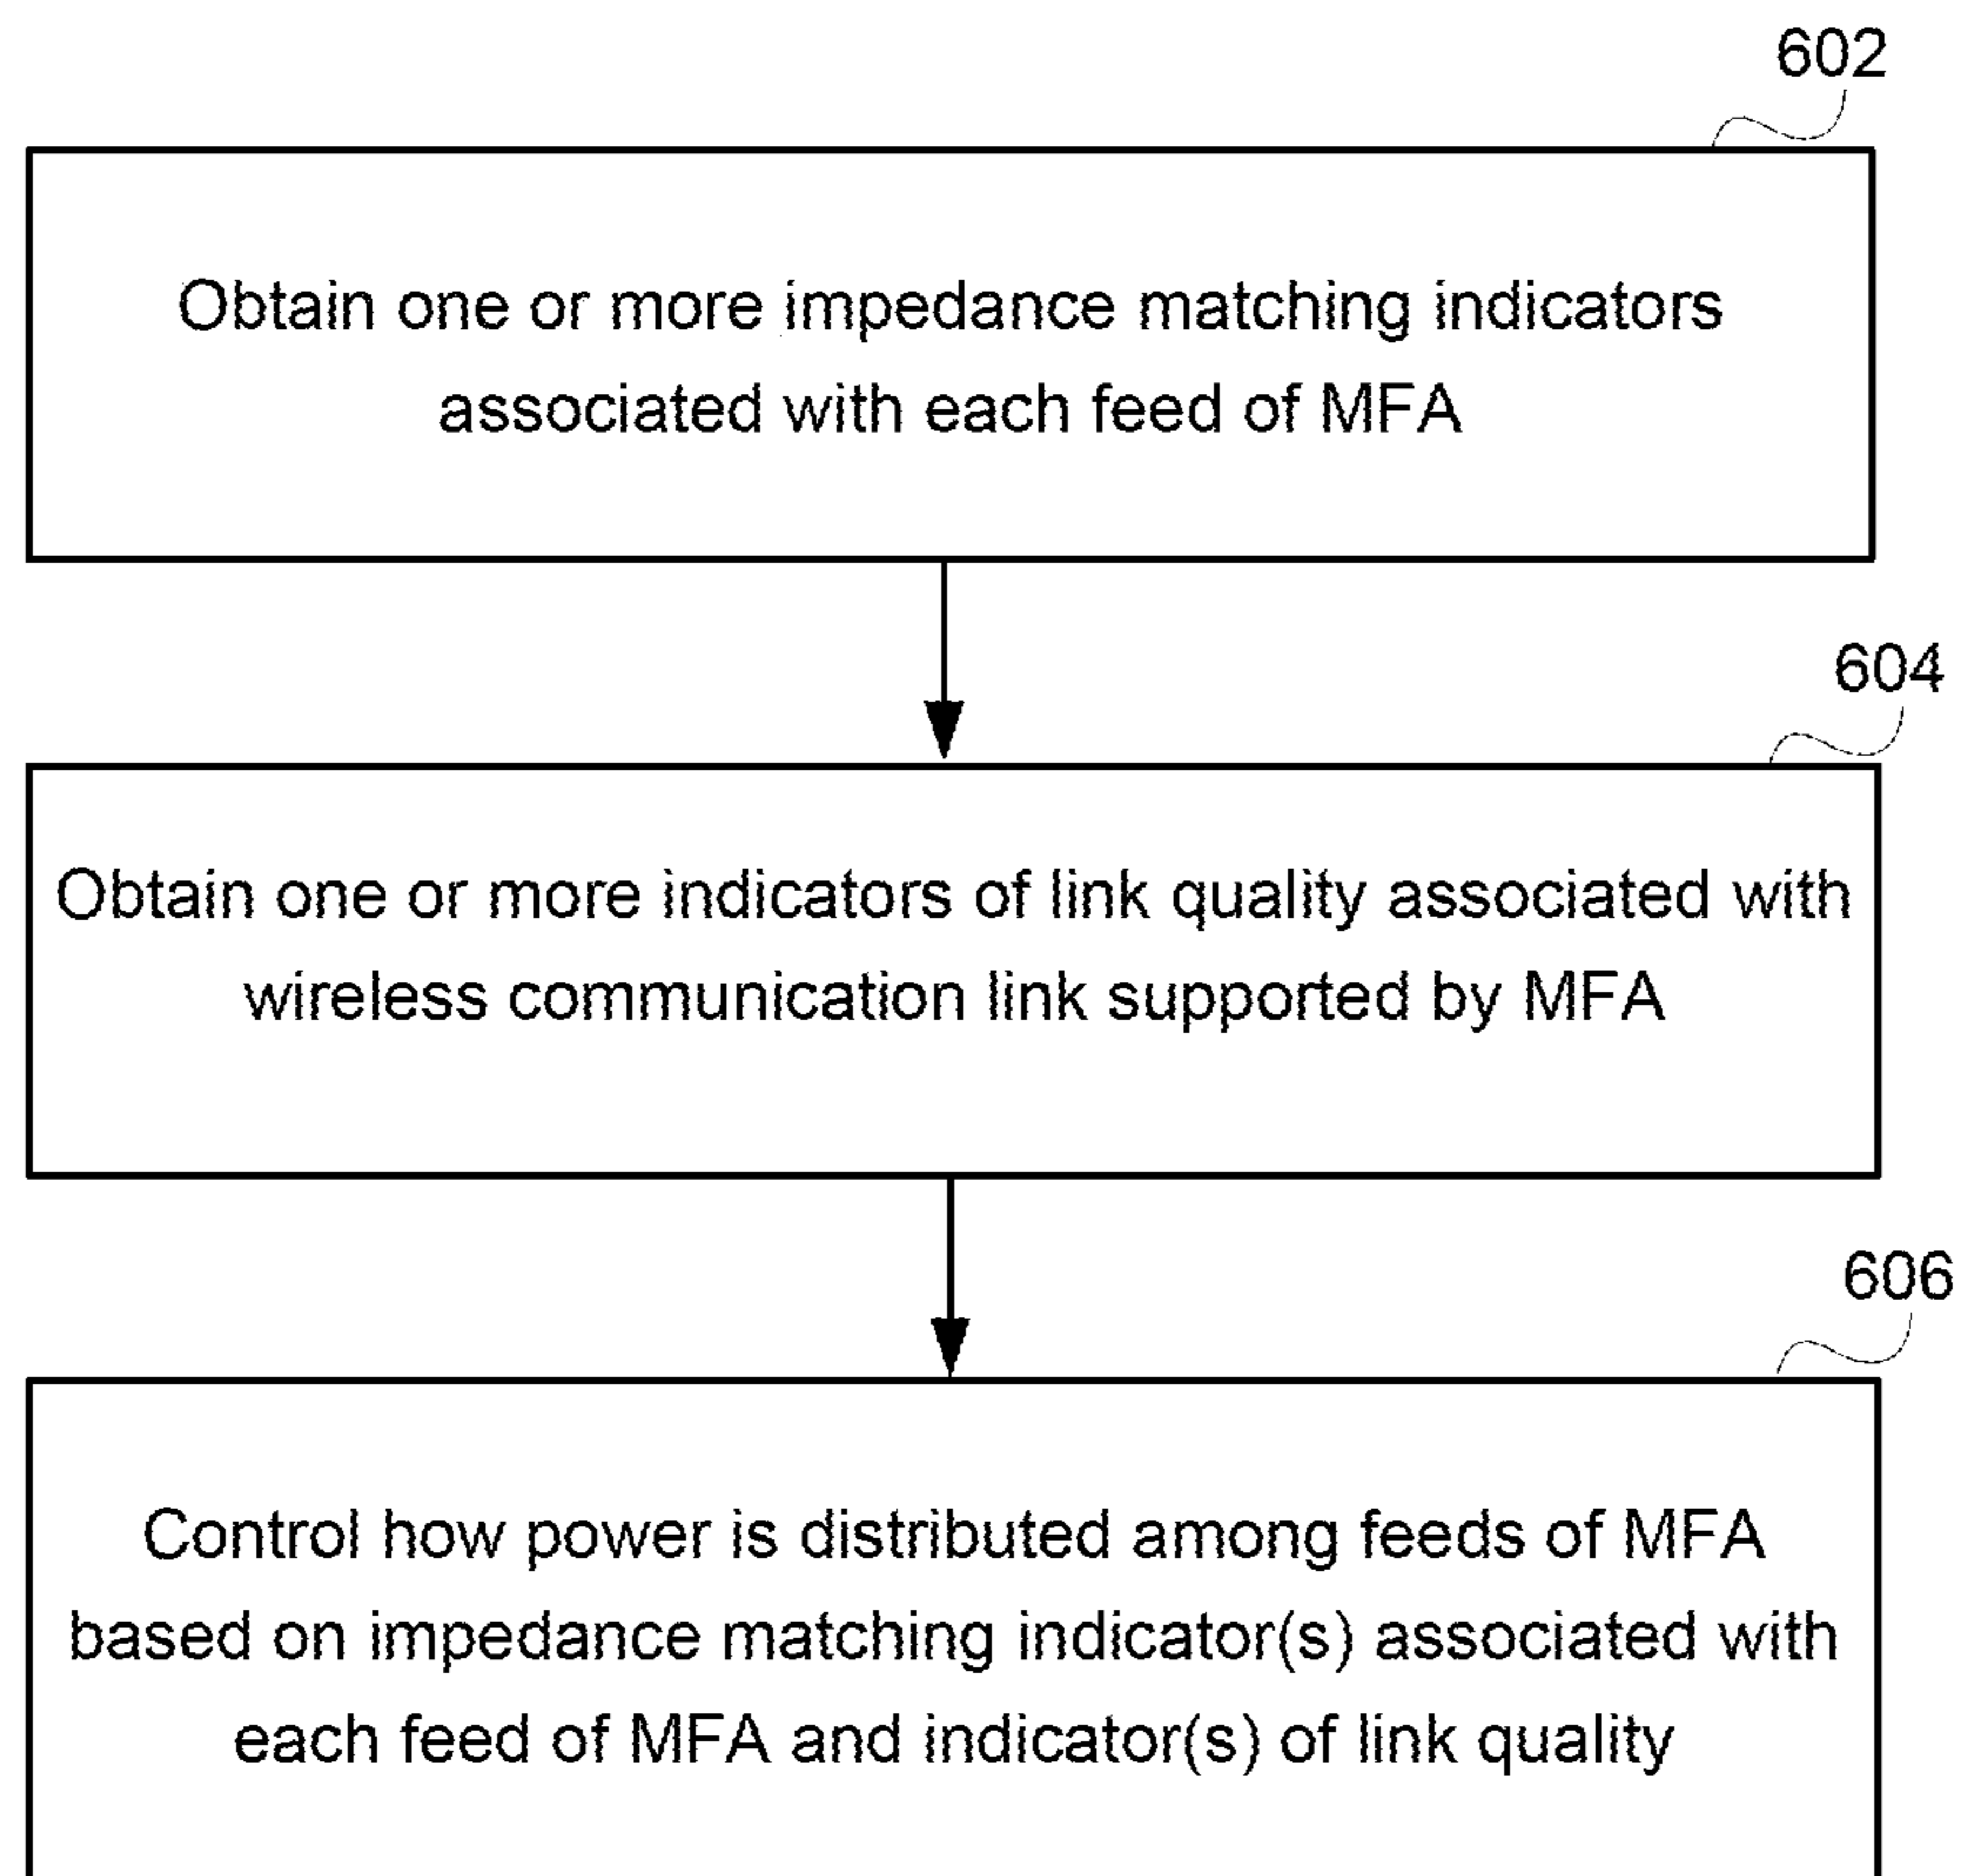 602
Obtain one or more impedance matching indicators
associated with each feed of MFA
604
Obtain one or more indicators of link quality associated with
wireless communication link supported by MFA
606
Control how power is distributed among feeds of MFA
based on impedance matching indicator(s) associated with
each feed of MFA and indicator(s) of link quality